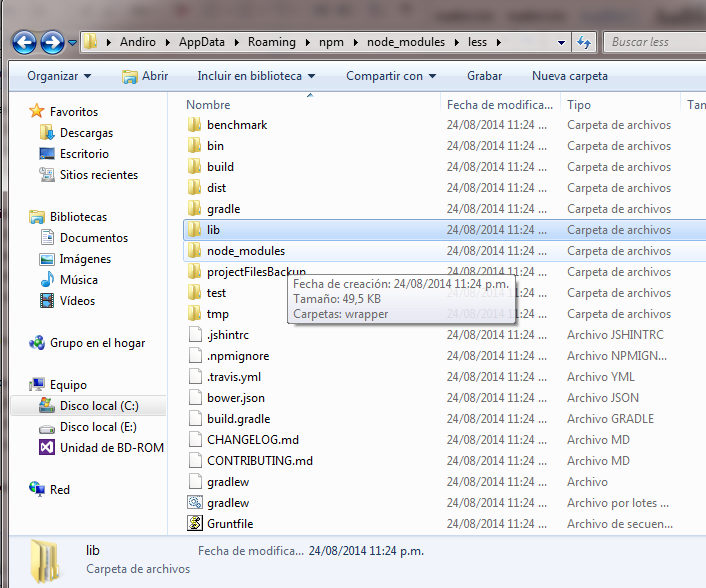 Andiro AppData Roaming npm node_modules less
Buscar less
Organizar Abrir Incluir en biblioteca Compartir con Grabar Nueva carpeta
Favoritos
Descargas
Escritorio
Sitios recientes
Bibliotecas
Documentos
Imágenes
Música
Vídeos
Grupo en el hogar
Equipo
Disco local (C:)
Disco local (E:)
Unidad de BD-ROM
Red
Nombre Fecha de modifica... Tipo Tam
benchmark 24/08/2014 11:24 ... Carpeta de archivos
bin 24/08/2014 11:24 ... Carpeta de archivos
build 24/08/2014 11:24 ... Carpeta de archivos
dist 24/08/2014 11:24 ... Carpeta de archivos
gradle 24/08/2014 11:24 ... Carpeta de archivos
lib 24/08/2014 11:24 ... Carpeta de archivos
node_modules 24/08/2014 11:24 ... Carpeta de archivos
projectFilesBackup 24/08/2014 11:24 ... Carpeta de archivos
Fecha de creación: 24/08/2014 11:24 p.m.
Tamaño: 49,5 KB
Carpetas: wrapper
test Carpeta de archivos
tmp Carpeta de archivos
.jshintrc 24/08/2014 11:24 ... Archivo JSHINTRC
.npmignore 24/08/2014 11:24 ... Archivo NPMIGN...
.travis.yml 24/08/2014 11:24 ... Archivo YML
bower.json 24/08/2014 11:24 ... Archivo JSON
build.gradle 24/08/2014 11:24 ... Archivo GRADLE
CHANGELOG.md 24/08/2014 11:24 ... Archivo MD
CONTRIBUTING.md 24/08/2014 11:24 ... Archivo MD
gradlew 24/08/2014 11:24 ... Archivo
gradlew 24/08/2014 11:24 ... Archivo por lotes ...
Gruntfile 24/08/2014 11:24 ... Archivo de secuen...
lib Fecha de modifica... 24/08/2014 11:24 p.m.
Carpeta de archivos